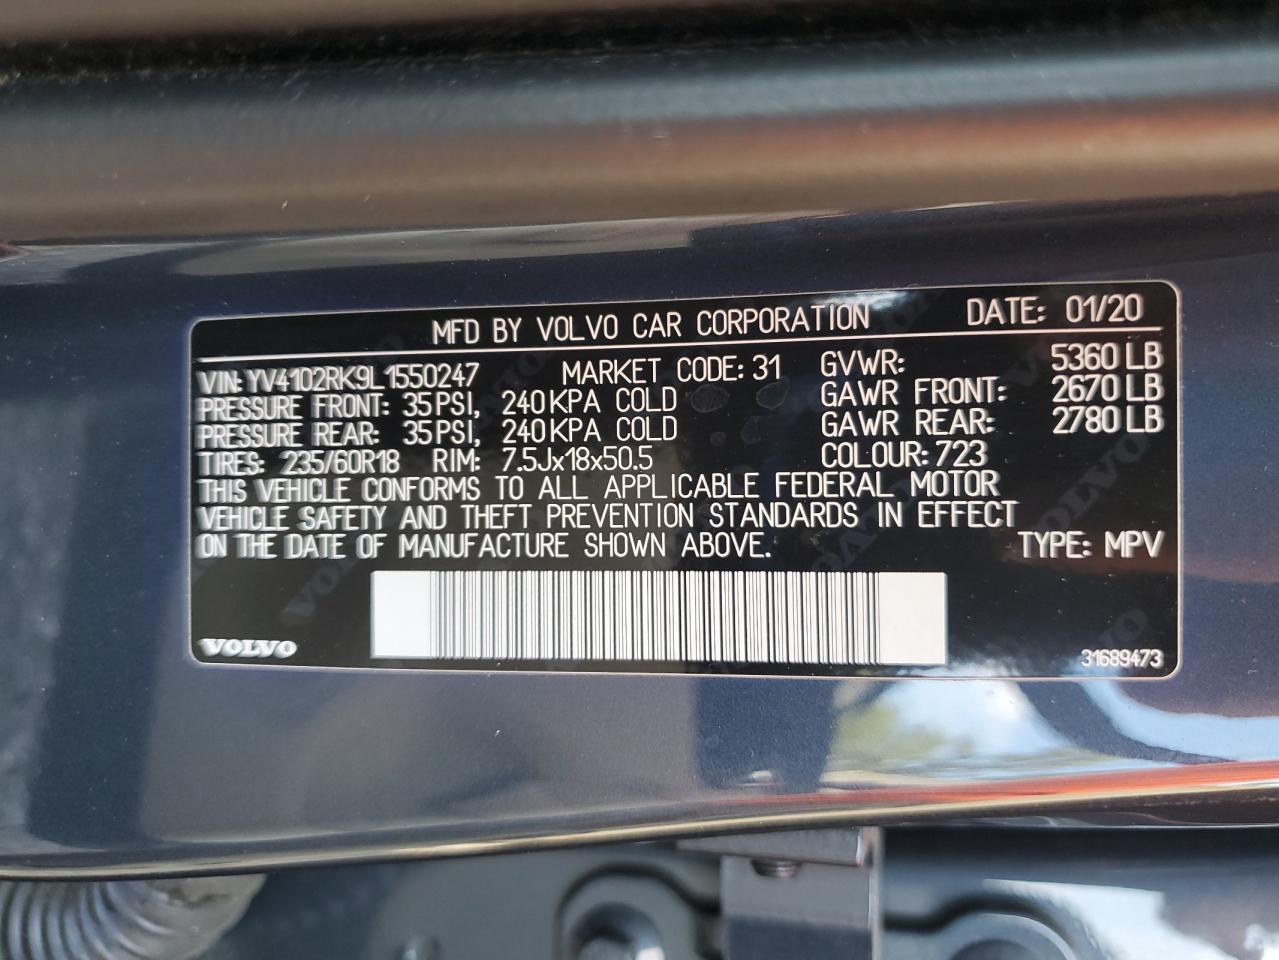 MFD BY VOLVO CAR CORPORATION DATE: 01/20
VIN: YV4102RK9L1550247 MARKET CODE: 31 GVWR: 5360 LB
PRESSURE FRONT: 35 PSI, 240 KPA COLD GAWR FRONT: 2670 LB
PRESSURE REAR: 35 PSI, 240 KPA COLD GAWR REAR: 2780 LB
TIRES: 235/60R18 RIM: 7.5Jx18x50.5 COLOUR: 723
THIS VEHICLE CONFORMS TO ALL APPLICABLE FEDERAL MOTOR
VEHICLE SAFETY AND THEFT PREVENTION STANDARDS IN EFFECT
ON THE DATE OF MANUFACTURE SHOWN ABOVE. TYPE: MPV
VOLVO 31689473